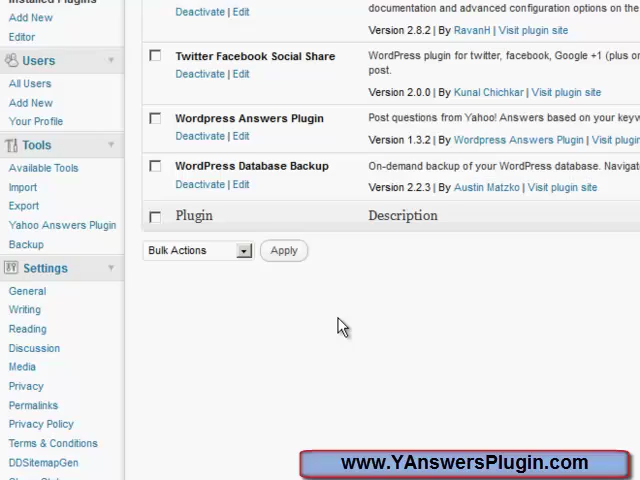 Installed Plugins
Add New
Editor
Users
All Users
Add New
Your Profile
Tools
Available Tools
Import
Export
Yahoo Answers Plugin
Backup
Settings
General
Writing
Reading
Discussion
Media
Privacy
Permalinks
Privacy Policy
Terms & Conditions
DDSitemapGen
Deactivate | Edit
documentation and advanced configuration options on the
Version 2.8.2 | By RavanH | Visit plugin site
Twitter Facebook Social Share
Deactivate | Edit
WordPress plugin for twitter, facebook, Google +1 (plus on
post.
Version 2.0.0 | By Kunal Chichkar | Visit plugin site
Wordpress Answers Plugin
Deactivate | Edit
Post questions from Yahoo! Answers based on your keyw
Version 1.3.2 | By Wordpress Answers Plugin | Visit plugin
WordPress Database Backup
Deactivate | Edit
On-demand backup of your WordPress database. Navigate
Version 2.2.3 | By Austin Matzko | Visit plugin site
Plugin Description
Bulk Actions Apply
www.YAnswersPlugin.com